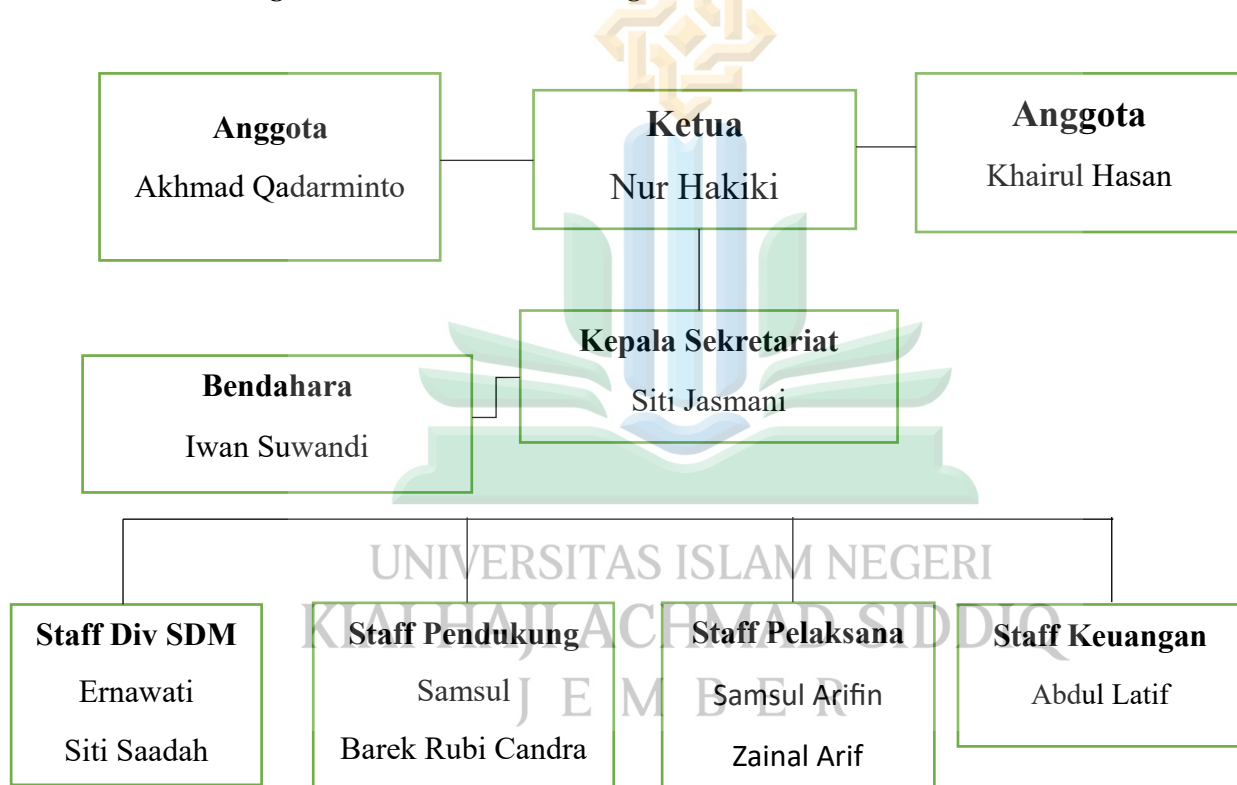 Anggota
Akhmad Qadarminto
Ketua
Nur Hakiki
Anggota
Khairul Hasan
Kepala Sekretariat
Siti Jasmani
Bendahara
Iwan Suwandi
UNIVERSITAS ISLAM NEGERI
KIAI HAJI ACHMAD SIDDIQ
JEMBER
Staff Div SDM
Ernawati
Siti Saadah
Staff Pendukung
Samsul
Barek Rubi Candra
Staff Pelaksana
Samsul Arifin
Zainal Arif
Staff Keuangan
Abdul Latif